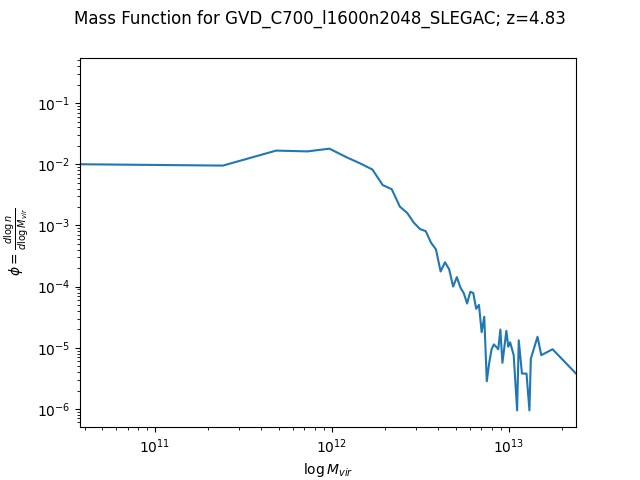 Mass Function for GVD_C700_l1600n2048_SLEGAC; z=4.83
10⁻¹
10⁻²
10⁻³
10⁻⁴
10⁻⁵
10⁻⁶
ϕ = d log n / d log M_vir
10¹¹ 10¹² 10¹³
log M_vir